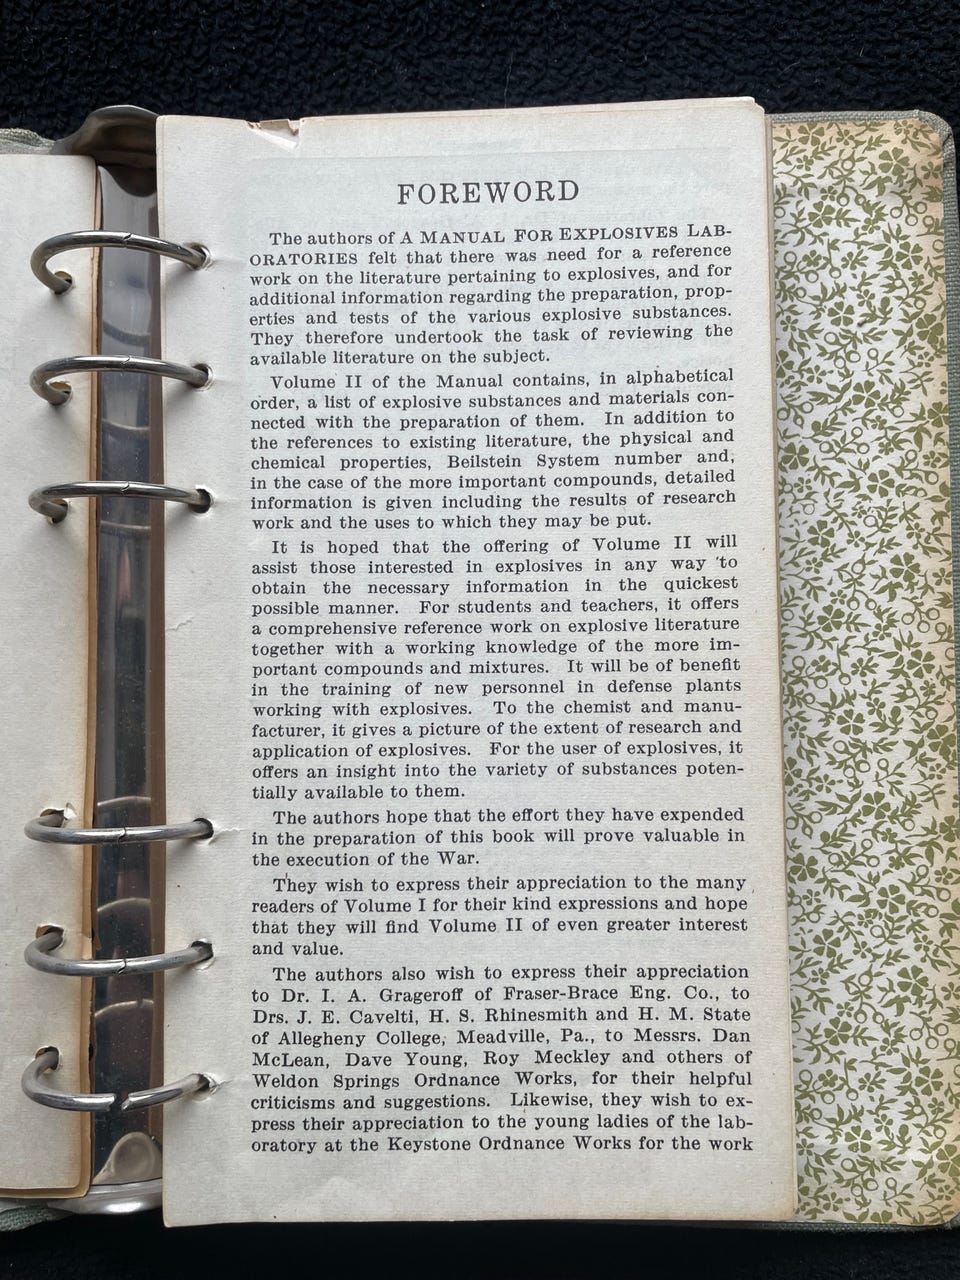 FOREWORD
The authors of A MANUAL FOR EXPLOSIVES LAB-
ORATORIES felt that there was need for a reference
work on the literature pertaining to explosives, and for
additional information regarding the preparation, prop-
erties and tests of the various explosive substances.
They therefore undertook the task of reviewing the
available literature on the subject.
Volume II of the Manual contains, in alphabetical
order, a list of explosive substances and materials con-
nected with the preparation of them. In addition to
the references to existing literature, the physical and
chemical properties, Beilstein System number and,
in the case of the more important compounds, detailed
information is given including the results of research
work and the uses to which they may be put.
It is hoped that the offering of Volume II will
assist those interested in explosives in any way to
obtain the necessary information in the quickest
possible manner. For students and teachers, it offers
a comprehensive reference work on explosive literature
together with a working knowledge of the more im-
portant compounds and mixtures. It will be of benefit
in the training of new personnel in defense plants
working with explosives. To the chemist and manu-
facturer, it gives a picture of the extent of research and
application of explosives. For the user of explosives, it
offers an insight into the variety of substances poten-
tially available to them.
The authors hope that the effort they have expended
in the preparation of this book will prove valuable in
the execution of the War.
They wish to express their appreciation to the many
readers of Volume I for their kind expressions and hope
that they will find Volume II of even greater interest
and value.
The authors also wish to express their appreciation
to Dr. I. A. Grageroff of Fraser-Brace Eng. Co., to
Drs. J. E. Cavelti, H. S. Rhinesmith and H. M. State
of Allegheny College, Meadville, Pa., to Messrs. Dan
McLean, Dave Young, Roy Meckley and others of
Weldon Springs Ordnance Works, for their helpful
criticisms and suggestions. Likewise, they wish to ex-
press their appreciation to the young ladies of the lab-
oratory at the Keystone Ordnance Works for the work